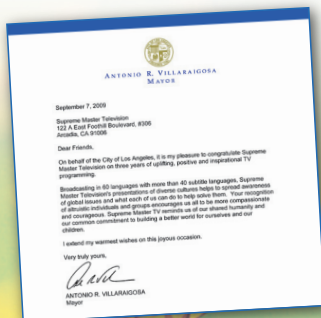 ANTONIO R. VILLARAIGOSA
MAYOR
September 7, 2009
Supreme Master Television
122 A East Foothill Boulevard, #306
Arcadia, CA 91006
Dear Friends,
On behalf of the City of Los Angeles, it is my pleasure to congratulate Supreme
Master Television on three years of uplifting, positive and inspirational TV
programming.
Broadcasting in 60 languages with more than 40 subtitle languages, Supreme
Master Television's presentations of diverse cultures helps to spread awareness
of global issues and what each of us can do to help solve them. Your recognition
of altruistic individuals and groups encourages us all to be more compassionate
and courageous. Supreme Master TV reminds us of our shared humanity and
our common commitment to building a better world for ourselves and our
children.
I extend my warmest wishes on this joyous occasion.
Very truly yours,
ANTONIO R. VILLARAIGOSA
Mayor